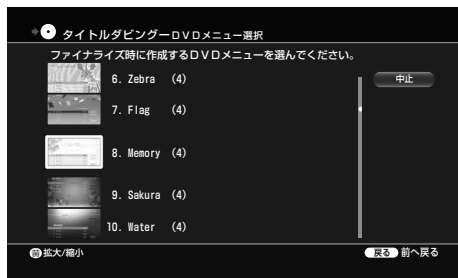 タイトルダビングーDVDメニュー選択
ファイナライズ時に作成するDVDメニューを選んでください。
6. Zebra (4)
中止
7. Flag (4)
8. Memory (4)
9. Sakura (4)
10. Water (4)
拡大/縮小
戻る 前へ戻る